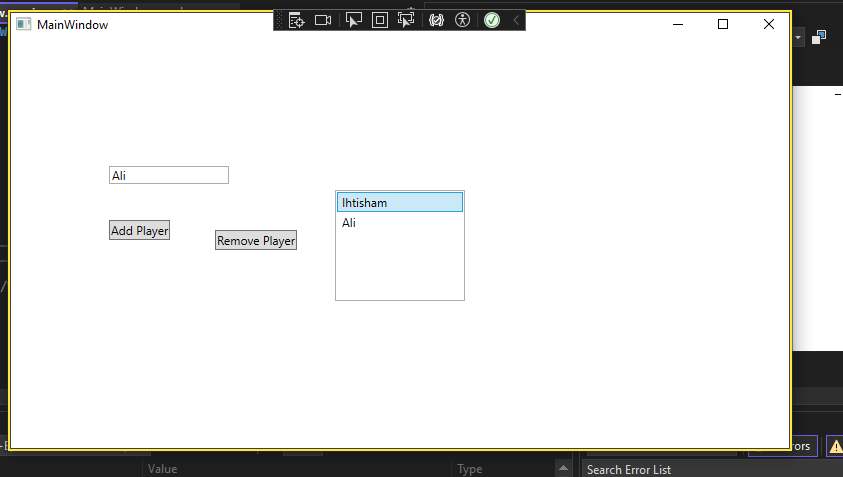 MainWindow
Ali
Add Player
Remove Player
Ihtisham
Ali
Value
Type
Search Error List